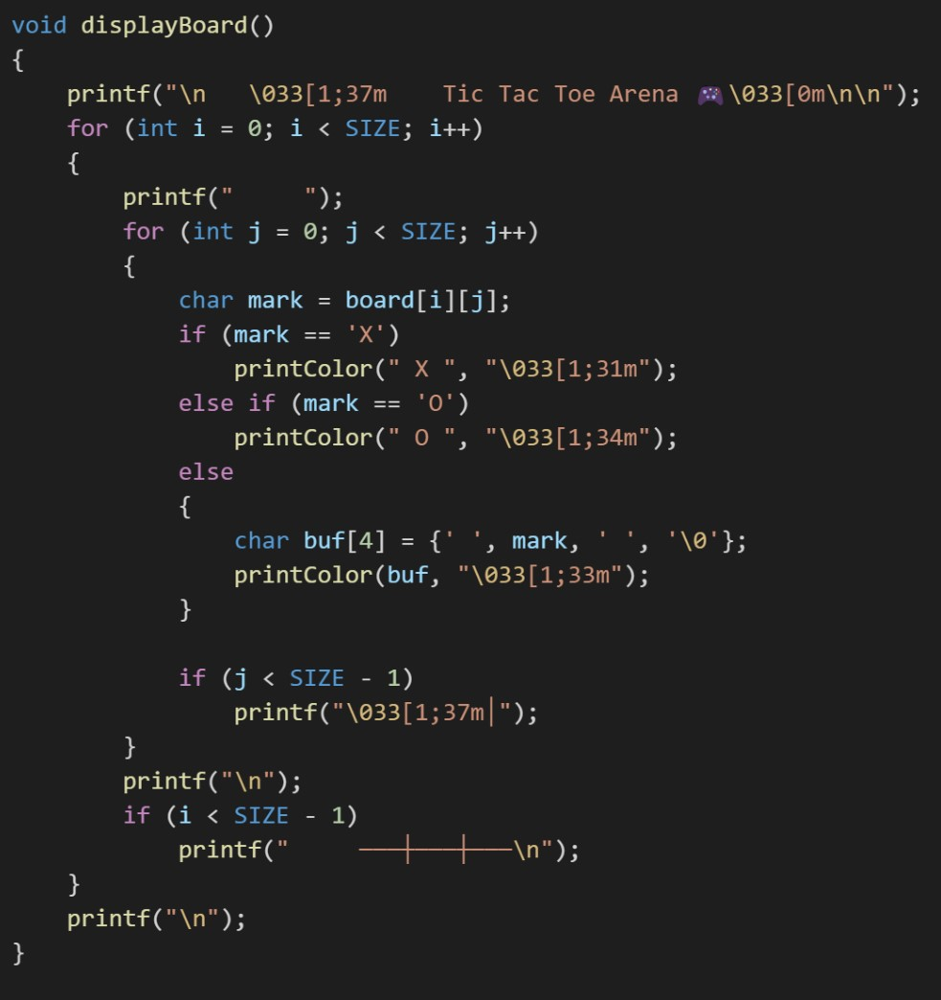 void displayBoard()
{
    printf("\n   \033[1;37m    Tic Tac Toe Arena 🎮\033[0m\n\n");
    for (int i = 0; i < SIZE; i++)
    {
        printf("     ");
        for (int j = 0; j < SIZE; j++)
        {
            char mark = board[i][j];
            if (mark == 'X')
                printColor(" X ", "\033[1;31m");
            else if (mark == 'O')
                printColor(" O ", "\033[1;34m");
            else
            {
                char buf[4] = {' ', mark, ' ', '\0'};
                printColor(buf, "\033[1;33m");
            }

            if (j < SIZE - 1)
                printf("\033[1;37m│");
        }
        printf("\n");
        if (i < SIZE - 1)
            printf("     ───┼───┼───\n");
    }
    printf("\n");
}